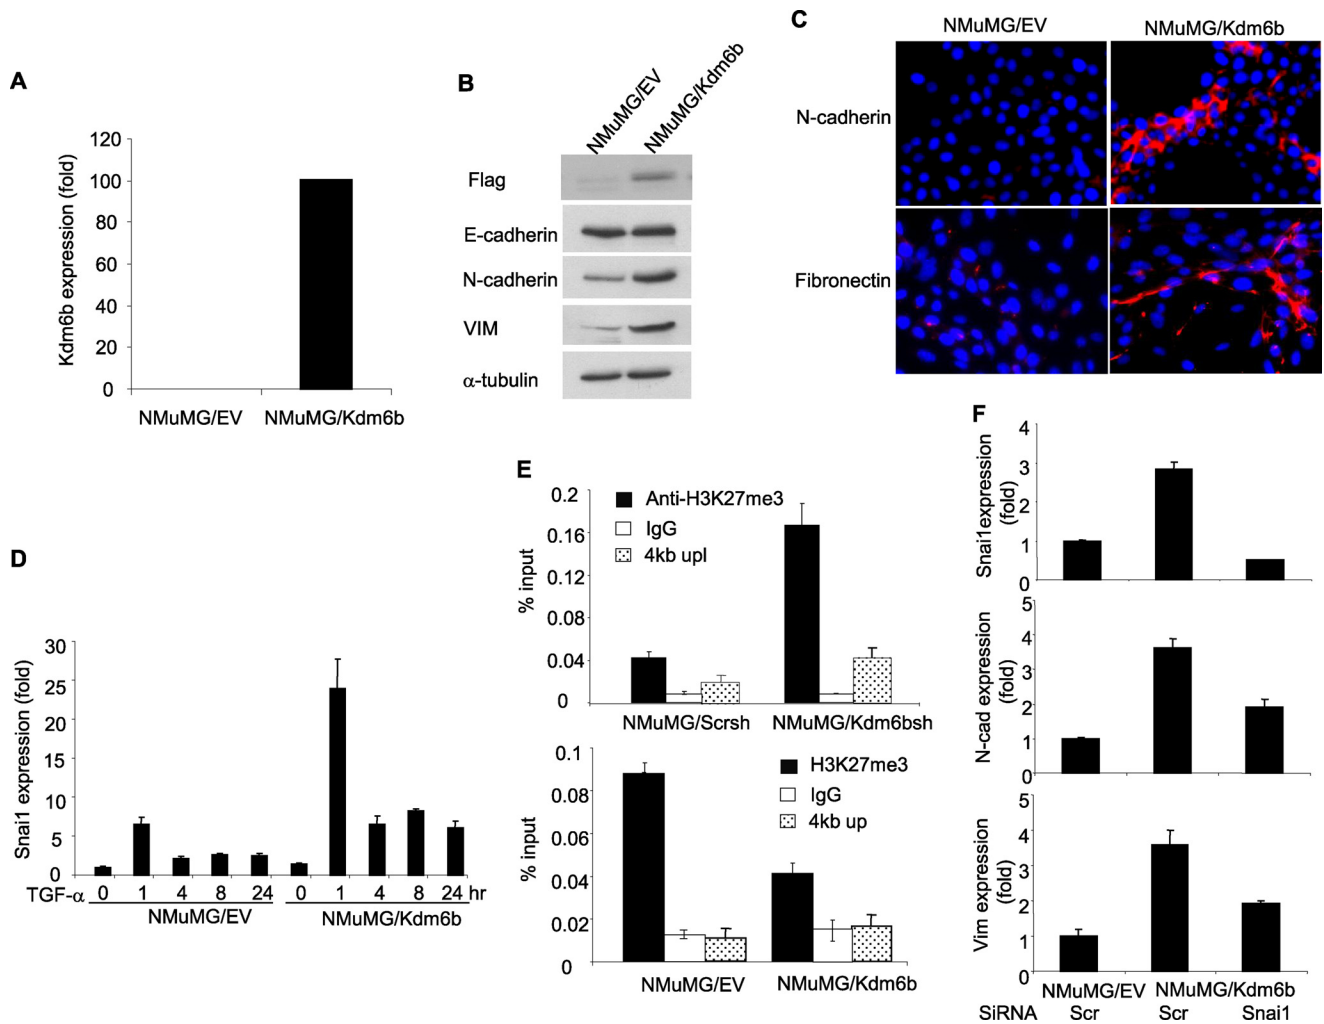 A
Kdm6b expression (fold)
120
100
80
60
40
20
0
NMuMG/EV
NMuMG/Kdm6b
B
NMuMG/EV
NMuMG/Kdm6b
Flag
E-cadherin
N-cadherin
VIM
α-tubulin
C
NMuMG/EV
NMuMG/Kdm6b
N-cadherin
Fibronectin
D
Snai1 expression (fold)
30
25
20
15
10
5
0
TGF-α 0 1 4 8 24 0 1 4 8 24 hr
NMuMG/EV
NMuMG/Kdm6b
E
% input
0.2
0.16
0.12
0.08
0.04
0
Anti-H3K27me3
IgG
4kb upl
NMuMG/Scrsh
NMuMG/Kdm6bsh
% input
0.1
0.08
0.06
0.04
0.02
0
H3K27me3
IgG
4kb up
NMuMG/EV
NMuMG/Kdm6b
F
Snai1expression
(fold)
4
3
2
1
0
N-cad expression
(fold)
5
4
3
2
1
0
Vim expression
(fold)
5
4
3
2
1
0
NMuMG/EV
NMuMG/Kdm6b
SiRNA Scr Scr Snai1